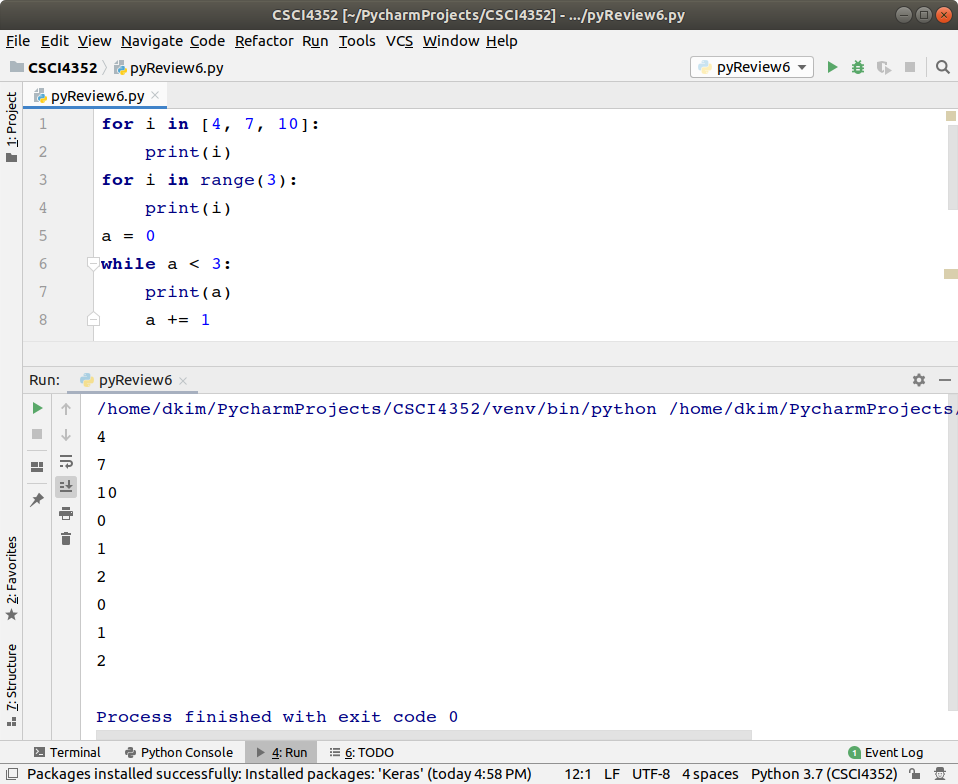 CSCI4352 [~/PycharmProjects/CSCI4352] - .../pyReview6.py
File Edit View Navigate Code Refactor Run Tools VCS Window Help
CSCI4352 pyReview6.py pyReview6
1: Project
pyReview6.py
1 for i in [4, 7, 10]:
2     print(i)
3 for i in range(3):
4     print(i)
5 a = 0
6 while a < 3:
7     print(a)
8     a += 1
Run: pyReview6
/home/dkim/PycharmProjects/CSCI4352/venv/bin/python /home/dkim/PycharmProjects/
4
7
10
0
1
2
0
1
2
Process finished with exit code 0
2: Favorites
7: Structure
Terminal Python Console 4: Run 6: TODO 1 Event Log
Packages installed successfully: Installed packages: 'Keras' (today 4:58 PM) 12:1 LF UTF-8 4 spaces Python 3.7 (CSCI4352)